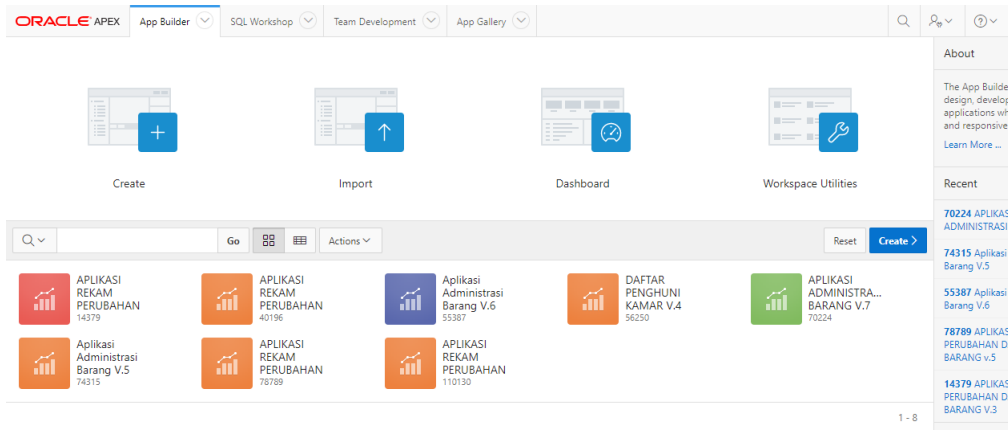 ORACLE APEX App Builder SQL Workshop Team Development App Gallery
About
The App Builde
design, develop
applications wh
and responsive
Learn More ...
Create Import Dashboard Workspace Utilities
Recent
70224 APLIKAS
ADMINISTRASI
74315 Aplikasi
Barang V.5
55387 Aplikasi
Barang V.6
78789 APLIKAS
PERUBAHAN D
BARANG v.5
14379 APLIKAS
PERUBAHAN D
BARANG V.3
Go Actions Reset Create
APLIKASI
REKAM
PERUBAHAN
14379
APLIKASI
REKAM
PERUBAHAN
40196
Aplikasi
Administrasi
Barang V.6
55387
DAFTAR
PENGHUNI
KAMAR V.4
56250
APLIKASI
ADMINISTRA...
BARANG V.7
70224
Aplikasi
Administrasi
Barang V.5
74315
APLIKASI
REKAM
PERUBAHAN
78789
APLIKASI
REKAM
PERUBAHAN
110130
1 - 8